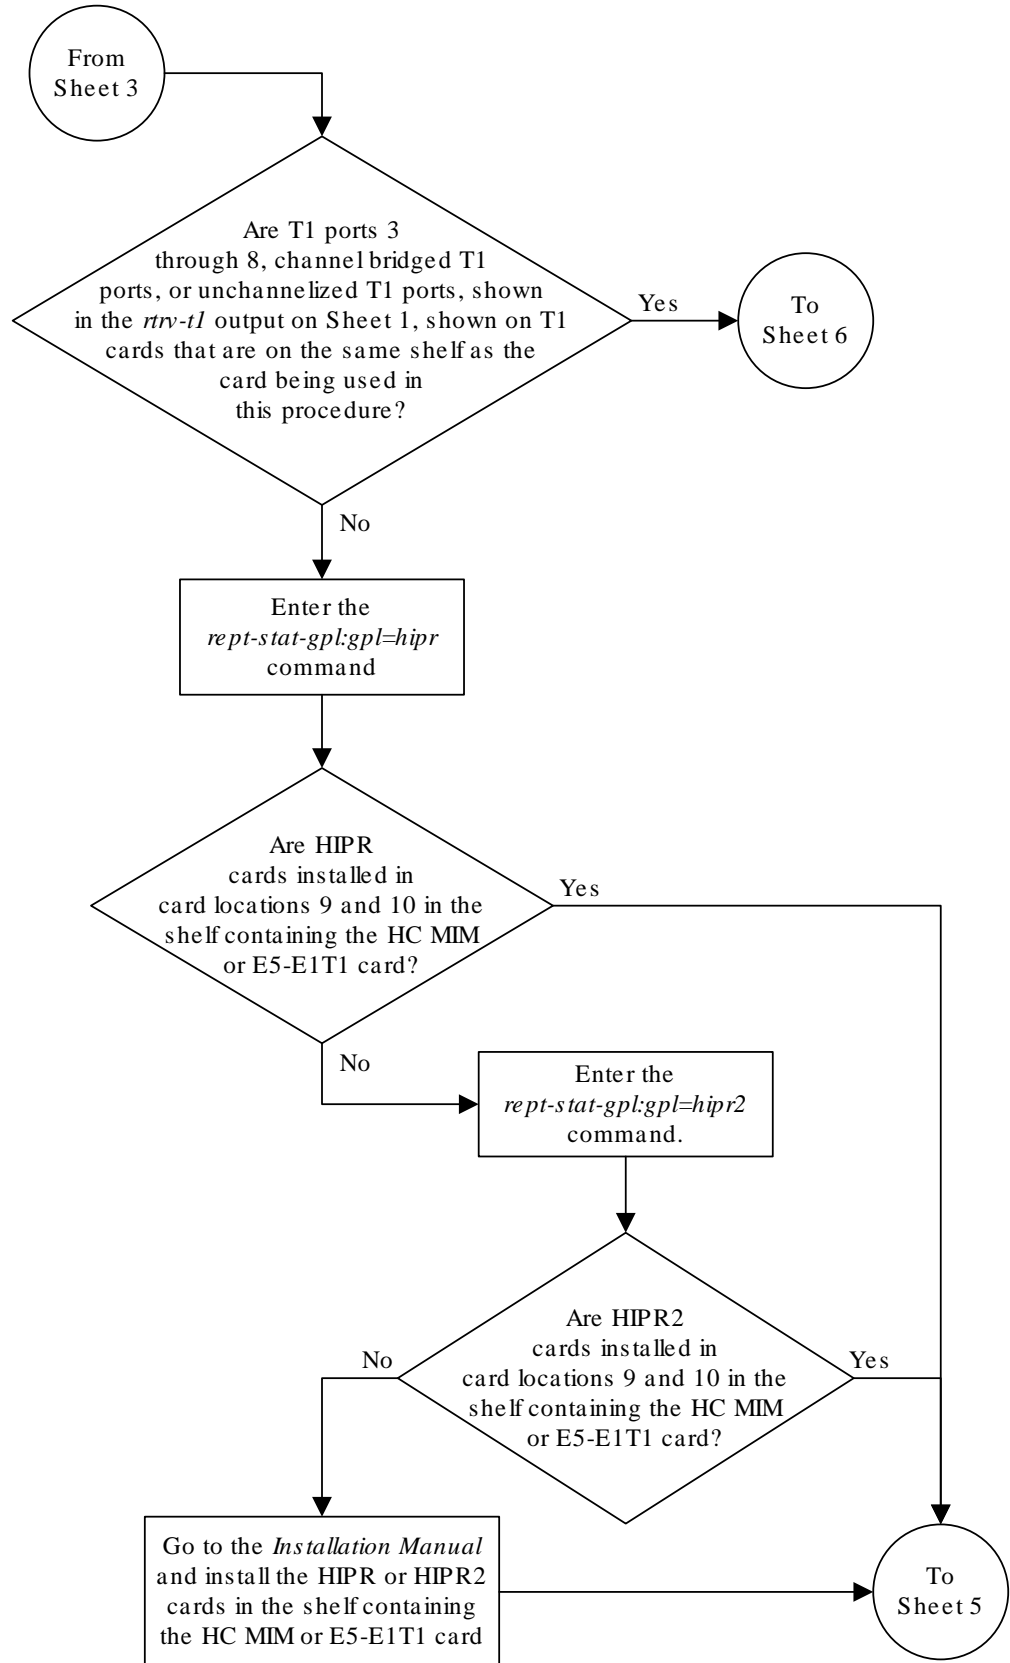 From
Sheet 3
Are T1 ports 3
through 8, channel bridged T1
ports, or unchannelized T1 ports, shown
in the rtrv-t1 output on Sheet 1, shown on T1
cards that are on the same shelf as the
card being used in
this procedure?
Yes
To
Sheet 6
No
Enter the
rept-stat-gpl:gpl=hipr
command
Are HIPR
cards installed in
card locations 9 and 10 in the
shelf containing the HC MIM
or E5-E1T1 card?
Yes
No
Enter the
rept-stat-gpl:gpl=hipr2
command.
Are HIPR2
cards installed in
card locations 9 and 10 in the
shelf containing the HC MIM
or E5-E1T1 card?
No
Yes
Go to the Installation Manual
and install the HIPR or HIPR2
cards in the shelf containing
the HC MIM or E5-E1T1 card
To
Sheet 5